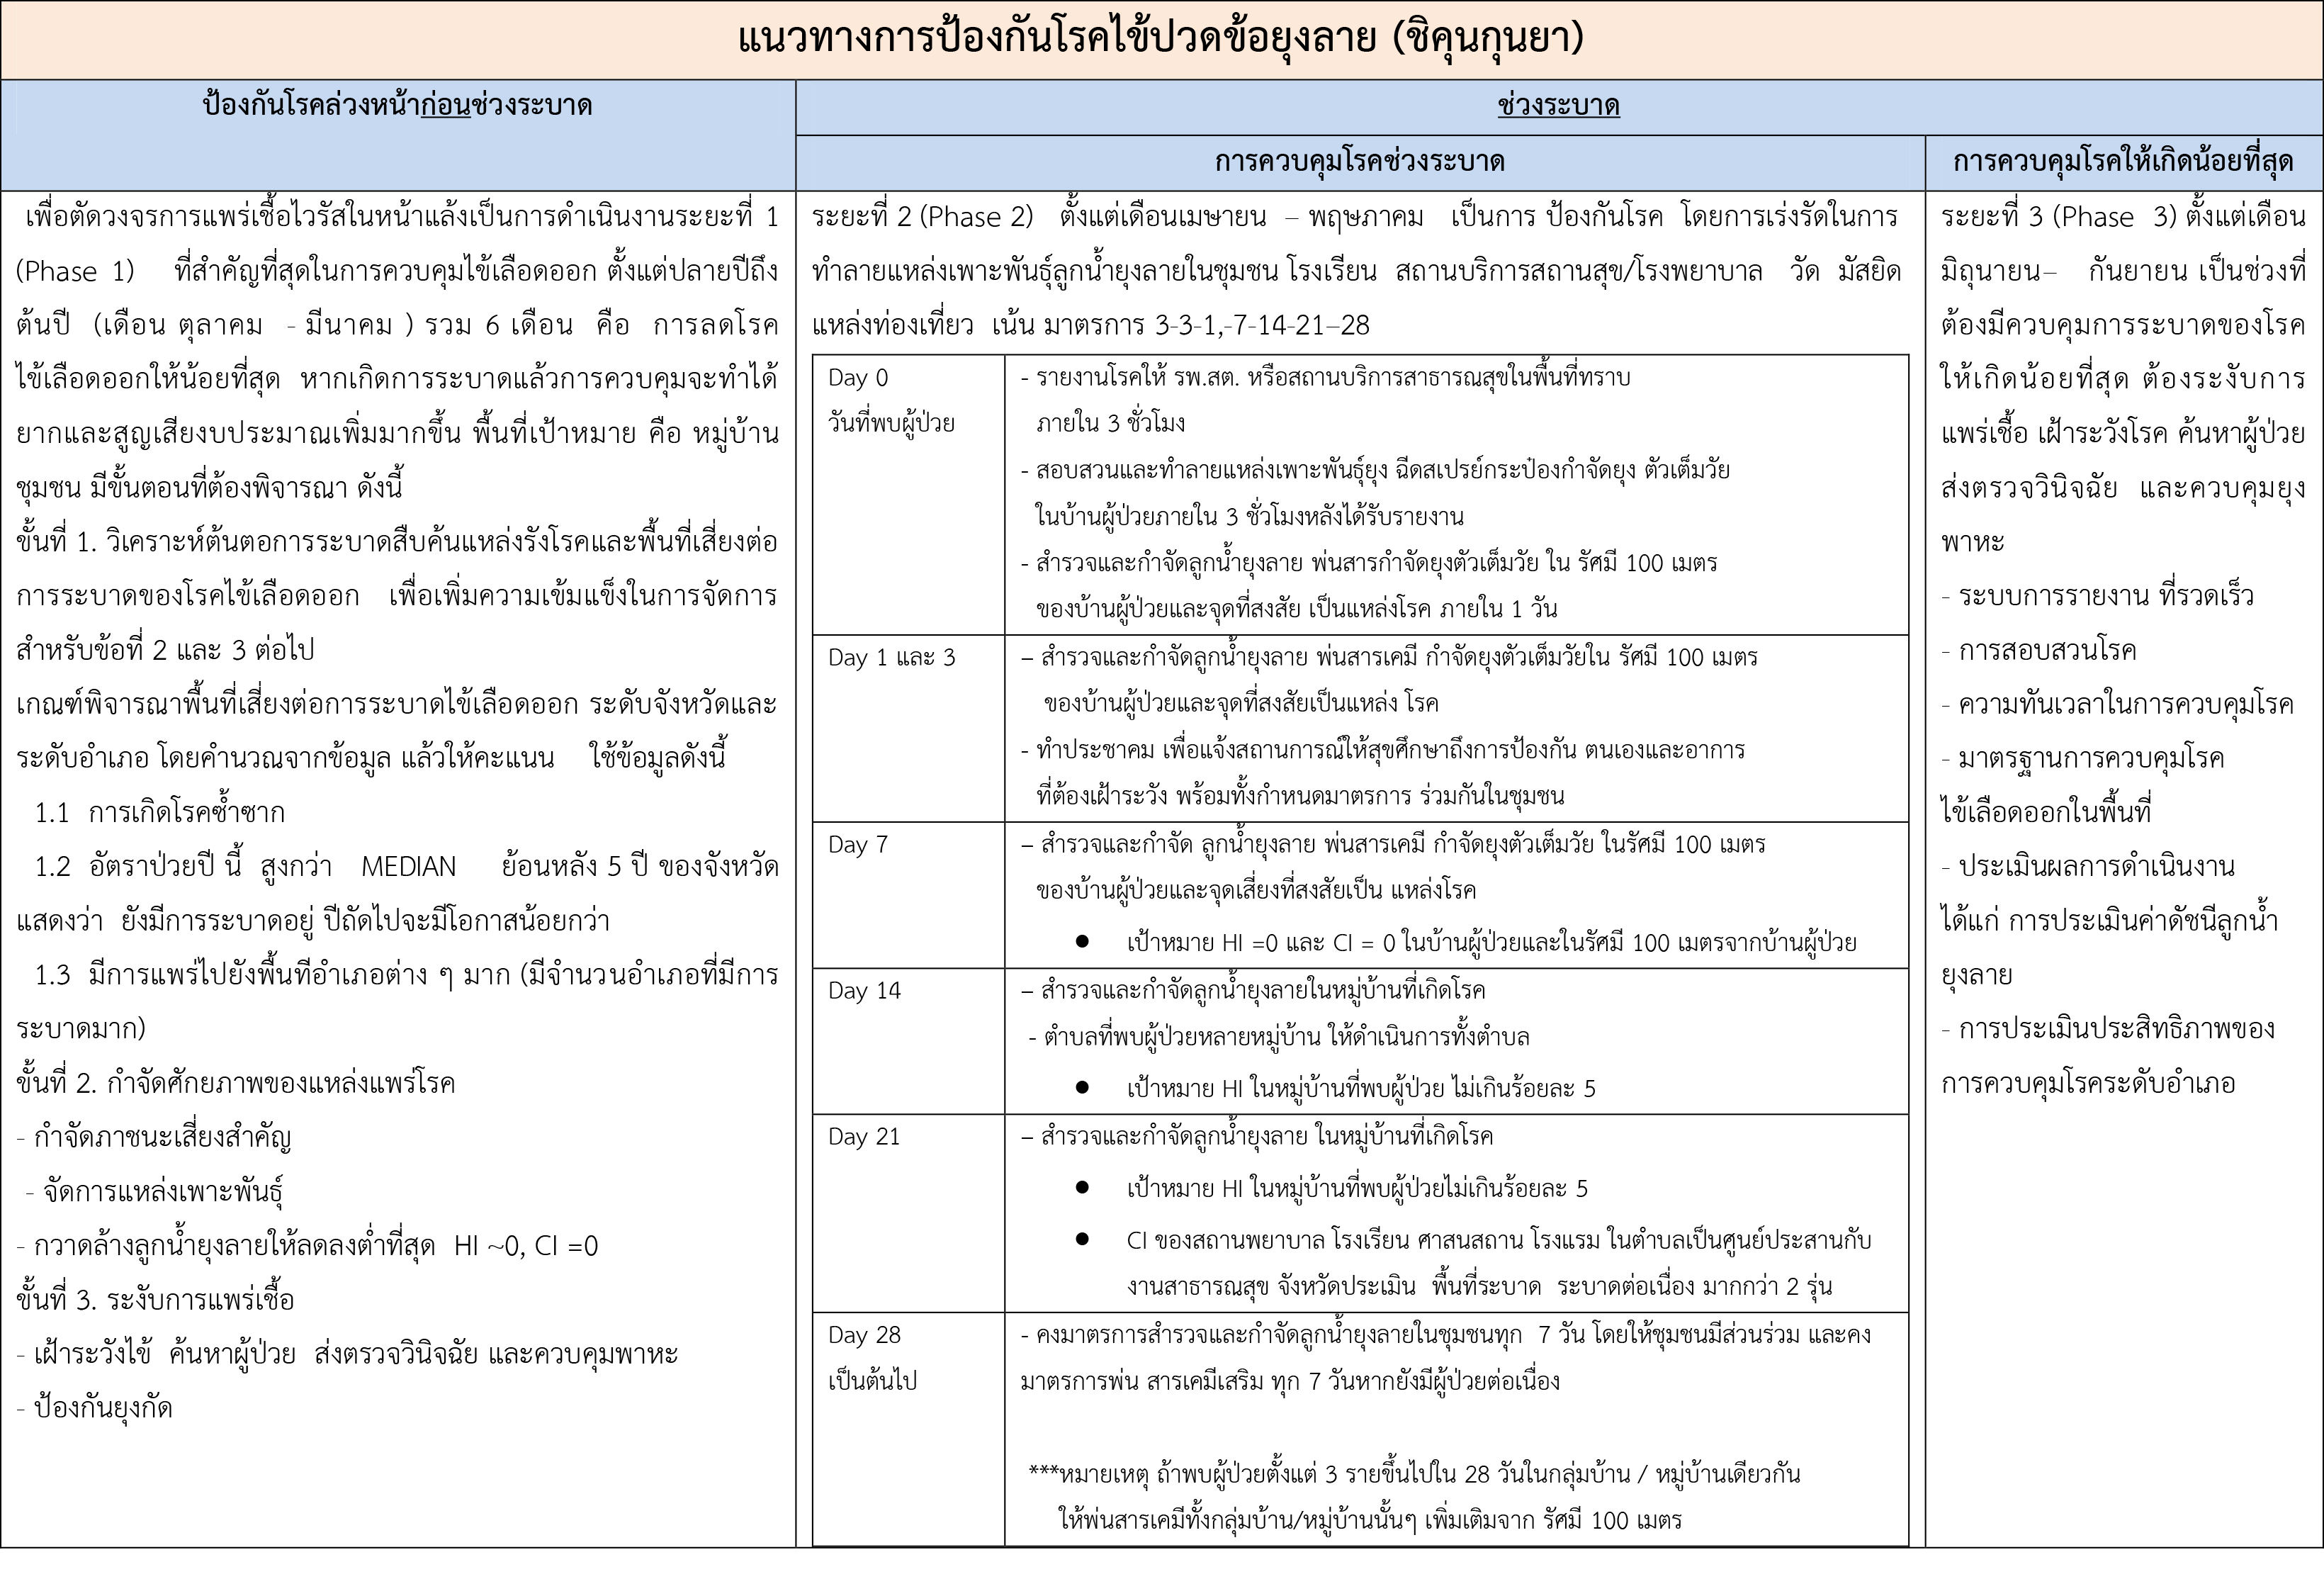 แนวทางการป้องกันโรคไข้ปวดข้อยุงลาย (ชิคุนกุนยา)
ป้องกันโรคล่วงหน้าก่อนช่วงระบาด
ช่วงระบาด
การควบคุมโรคช่วงระบาด
การควบคุมโรคให้เกิดน้อยที่สุด
เพื่อตัดวงจรการแพร่เชื้อไวรัสในหน้าแล้งเป็นการดำเนินงานระยะที่ 1
(Phase 1) ที่สำคัญที่สุดในการควบคุมไข้เลือดออก ตั้งแต่ปลายปีถึง
ต้นปี (เดือน ตุลาคม - มีนาคม ) รวม 6 เดือน คือ การลดโรค
ไข้เลือดออกให้น้อยที่สุด หากเกิดการระบาดแล้วการควบคุมจะทำได้
ยากและสูญเสียงบประมาณเพิ่มมากขึ้น พื้นที่เป้าหมาย คือ หมู่บ้าน
ชุมชน มีขั้นตอนที่ต้องพิจารณา ดังนี้
ขั้นที่ 1. วิเคราะห์ต้นตอการระบาดสืบค้นแหล่งรังโรคและพื้นที่เสี่ยงต่อ
การระบาดของโรคไข้เลือดออก เพื่อเพิ่มความเข้มแข็งในการจัดการ
สำหรับข้อที่ 2 และ 3 ต่อไป
เกณฑ์พิจารณาพื้นที่เสี่ยงต่อการระบาดไข้เลือดออก ระดับจังหวัดและ
ระดับอำเภอ โดยคำนวณจากข้อมูล แล้วให้คะแนน ใช้ข้อมูลดังนี้
1.1 การเกิดโรคซ้ำซาก
1.2 อัตราป่วยปี นี้ สูงกว่า MEDIAN ย้อนหลัง 5 ปี ของจังหวัด
แสดงว่า ยังมีการระบาดอยู่ ปีถัดไปจะมีโอกาสน้อยกว่า
1.3 มีการแพร่ไปยังพื้นที่อำเภอต่าง ๆ มาก (มีจำนวนอำเภอที่มีการ
ระบาดมาก)
ขั้นที่ 2. กำจัดศักยภาพของแหล่งแพร่โรค
- กำจัดภาชนะเสี่ยงสำคัญ
- จัดการแหล่งเพาะพันธุ์
- กวาดล้างลูกน้ำยุงลายให้ลดลงต่ำที่สุด HI ~0, CI =0
ขั้นที่ 3. ระงับการแพร่เชื้อ
- เฝ้าระวังไข้ ค้นหาผู้ป่วย ส่งตรวจวินิจฉัย และควบคุมพาหะ
- ป้องกันยุงกัด
ระยะที่ 2 (Phase 2) ตั้งแต่เดือนเมษายน – พฤษภาคม เป็นการ ป้องกันโรค โดยการเร่งรัดในการ
ทำลายแหล่งเพาะพันธุ์ลูกน้ำยุงลายในชุมชน โรงเรียน สถานบริการสถานสุข/โรงพยาบาล วัด มัสยิด
แหล่งท่องเที่ยว เน้น มาตรการ 3-3-1,-7-14-21–28
Day 0
วันที่พบผู้ป่วย
- รายงานโรคให้ รพ.สต. หรือสถานบริการสาธารณสุขในพื้นที่ทราบ
ภายใน 3 ชั่วโมง
- สอบสวนและทำลายแหล่งเพาะพันธุ์ยุง ฉีดสเปรย์กระป๋องกำจัดยุง ตัวเต็มวัย
ในบ้านผู้ป่วยภายใน 3 ชั่วโมงหลังได้รับรายงาน
- สำรวจและกำจัดลูกน้ำยุงลาย พ่นสารกำจัดยุงตัวเต็มวัย ใน รัศมี 100 เมตร
ของบ้านผู้ป่วยและจุดที่สงสัย เป็นแหล่งโรค ภายใน 1 วัน
Day 1 และ 3
– สำรวจและกำจัดลูกน้ำยุงลาย พ่นสารเคมี กำจัดยุงตัวเต็มวัยใน รัศมี 100 เมตร
ของบ้านผู้ป่วยและจุดที่สงสัยเป็นแหล่ง โรค
- ทำประชาคม เพื่อแจ้งสถานการณ์ให้สุขศึกษาถึงการป้องกัน ตนเองและอาการ
ที่ต้องเฝ้าระวัง พร้อมทั้งกำหนดมาตรการ ร่วมกันในชุมชน
Day 7
– สำรวจและกำจัด ลูกน้ำยุงลาย พ่นสารเคมี กำจัดยุงตัวเต็มวัย ในรัศมี 100 เมตร
ของบ้านผู้ป่วยและจุดเสี่ยงที่สงสัยเป็น แหล่งโรค
● เป้าหมาย HI =0 และ CI = 0 ในบ้านผู้ป่วยและในรัศมี 100 เมตรจากบ้านผู้ป่วย
Day 14
– สำรวจและกำจัดลูกน้ำยุงลายในหมู่บ้านที่เกิดโรค
- ตำบลที่พบผู้ป่วยหลายหมู่บ้าน ให้ดำเนินการทั้งตำบล
● เป้าหมาย HI ในหมู่บ้านที่พบผู้ป่วย ไม่เกินร้อยละ 5
Day 21
– สำรวจและกำจัดลูกน้ำยุงลาย ในหมู่บ้านที่เกิดโรค
● เป้าหมาย HI ในหมู่บ้านที่พบผู้ป่วยไม่เกินร้อยละ 5
● CI ของสถานพยาบาล โรงเรียน ศาสนสถาน โรงแรม ในตำบลเป็นศูนย์ประสานกับ
งานสาธารณสุข จังหวัดประเมิน พื้นที่ระบาด ระบาดต่อเนื่อง มากกว่า 2 รุ่น
Day 28
เป็นต้นไป
- คงมาตรการสำรวจและกำจัดลูกน้ำยุงลายในชุมชนทุก 7 วัน โดยให้ชุมชนมีส่วนร่วม และคง
มาตรการพ่น สารเคมีเสริม ทุก 7 วันหากยังมีผู้ป่วยต่อเนื่อง
***หมายเหตุ ถ้าพบผู้ป่วยตั้งแต่ 3 รายขึ้นไปใน 28 วันในกลุ่มบ้าน / หมู่บ้านเดียวกัน
ให้พ่นสารเคมีทั้งกลุ่มบ้าน/หมู่บ้านนั้นๆ เพิ่มเติมจาก รัศมี 100 เมตร
ระยะที่ 3 (Phase 3) ตั้งแต่เดือน
มิถุนายน– กันยายน เป็นช่วงที่
ต้องมีควบคุมการระบาดของโรค
ให้เกิดน้อยที่สุด ต้องระงับการ
แพร่เชื้อ เฝ้าระวังโรค ค้นหาผู้ป่วย
ส่งตรวจวินิจฉัย และควบคุมยุง
พาหะ
- ระบบการรายงาน ที่รวดเร็ว
- การสอบสวนโรค
- ความทันเวลาในการควบคุมโรค
- มาตรฐานการควบคุมโรค
ไข้เลือดออกในพื้นที่
- ประเมินผลการดำเนินงาน
ได้แก่ การประเมินค่าดัชนีลูกน้ำ
ยุงลาย
- การประเมินประสิทธิภาพของ
การควบคุมโรคระดับอำเภอ